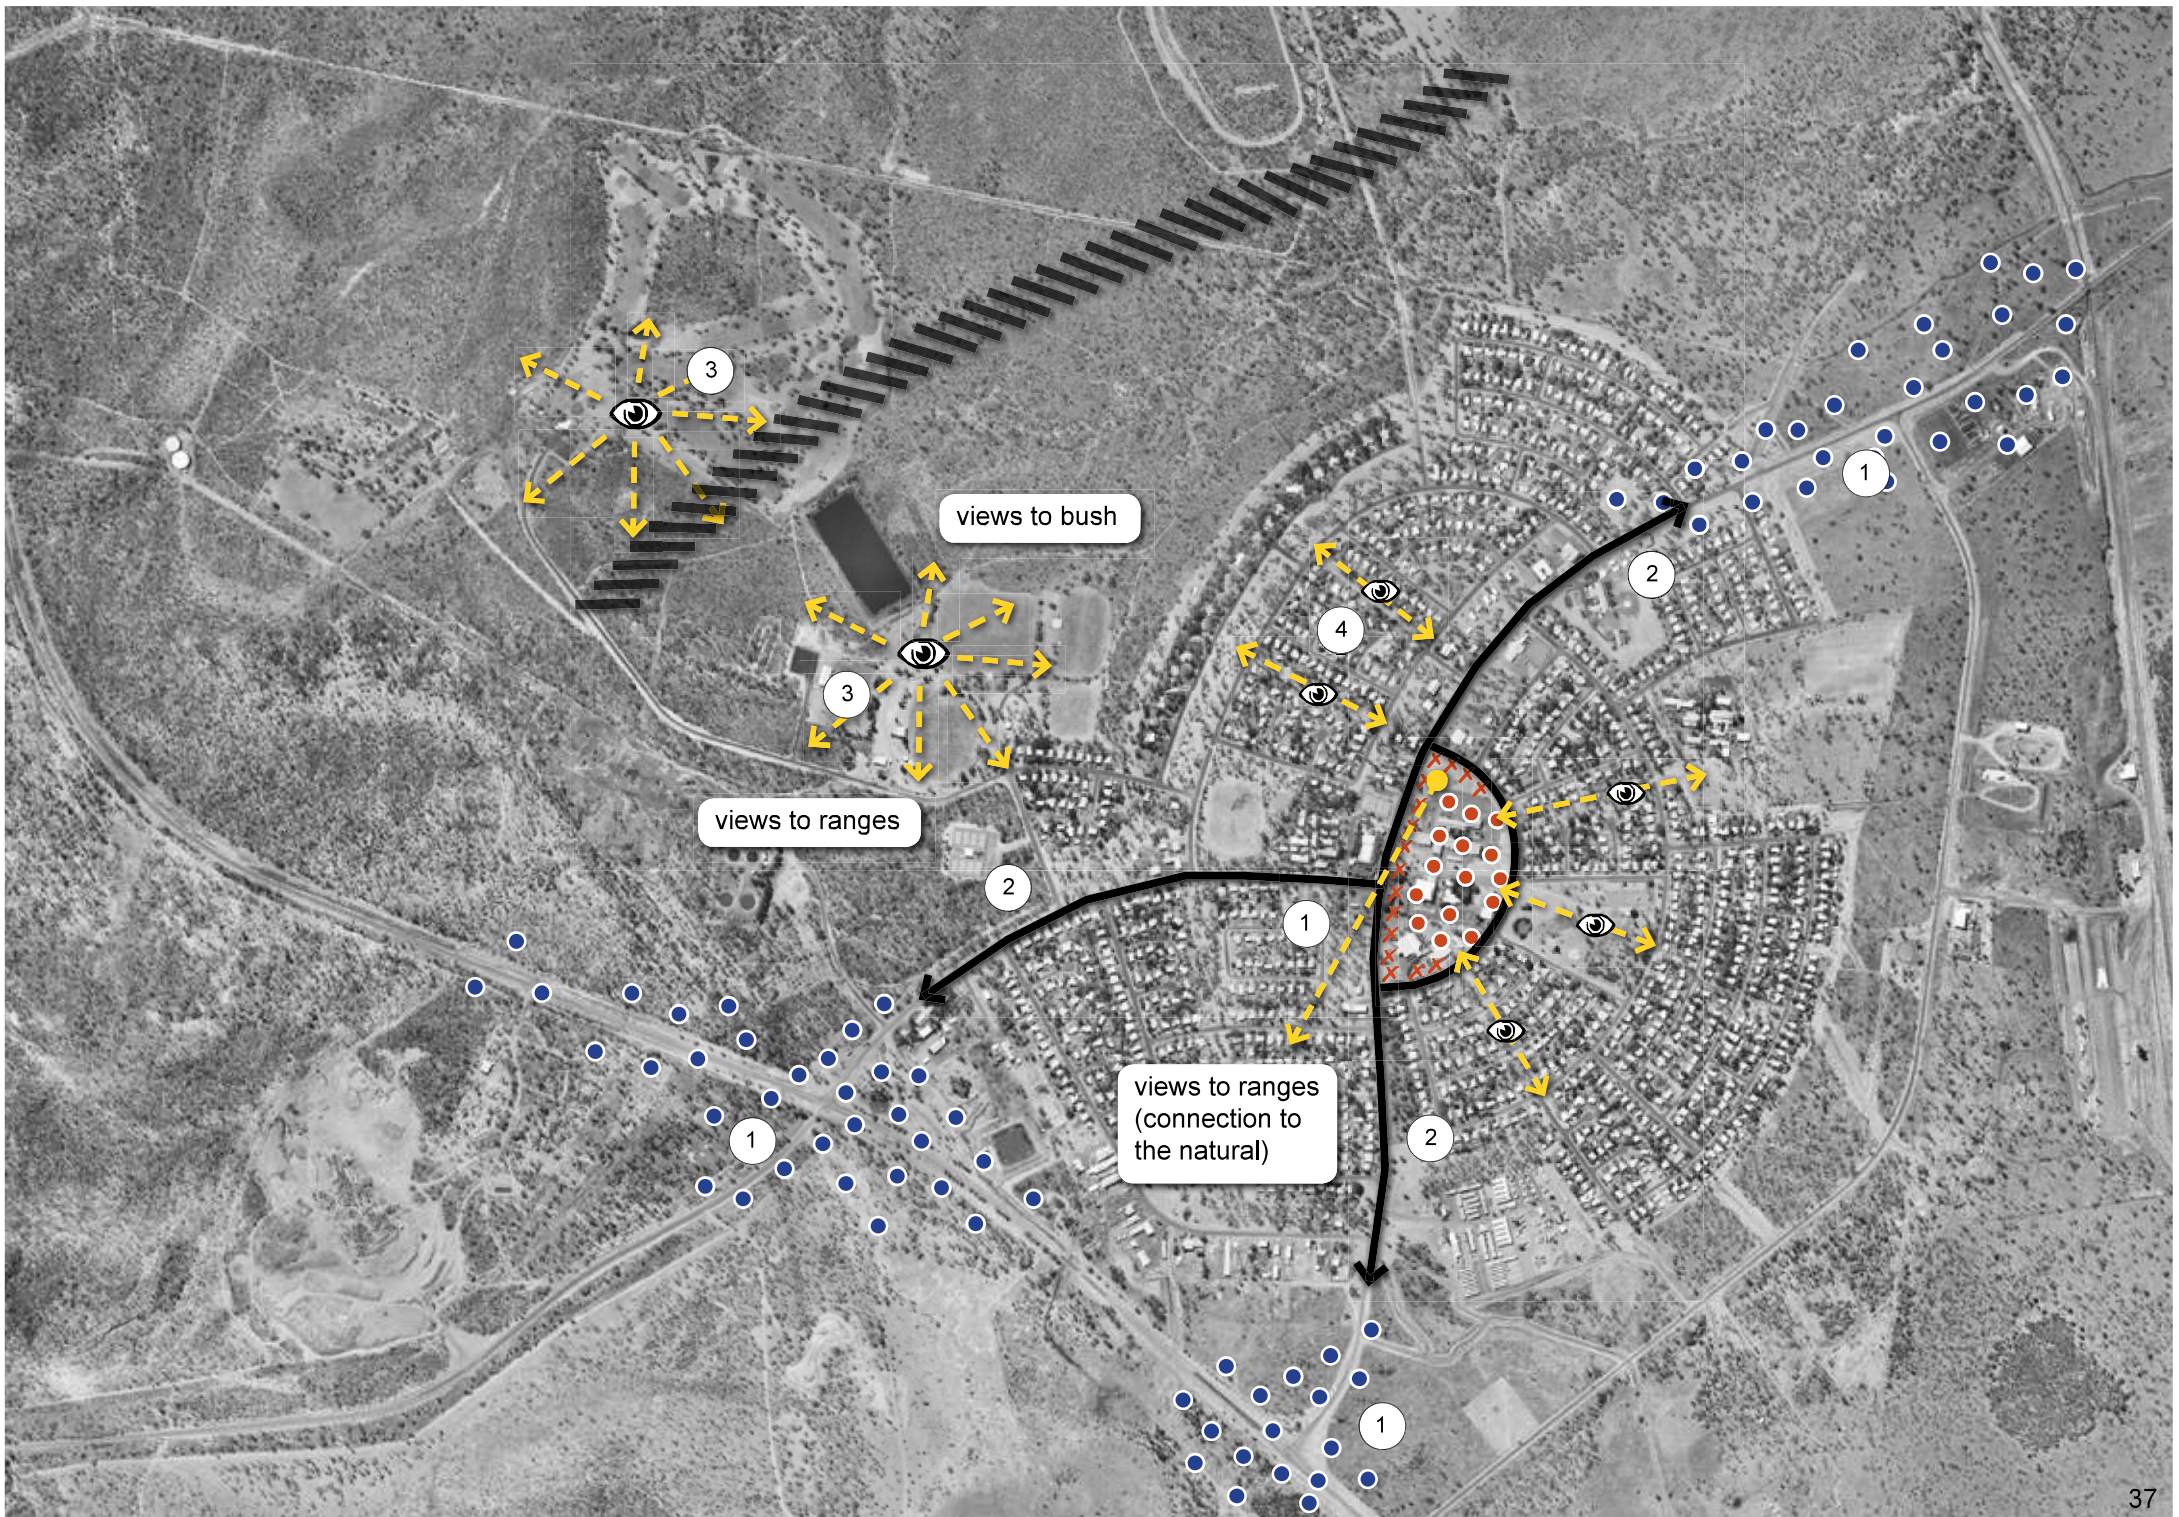 3
views to bush
1
2
4
3
views to ranges
2
1
views to ranges
(connection to
the natural)
1
2
1
37